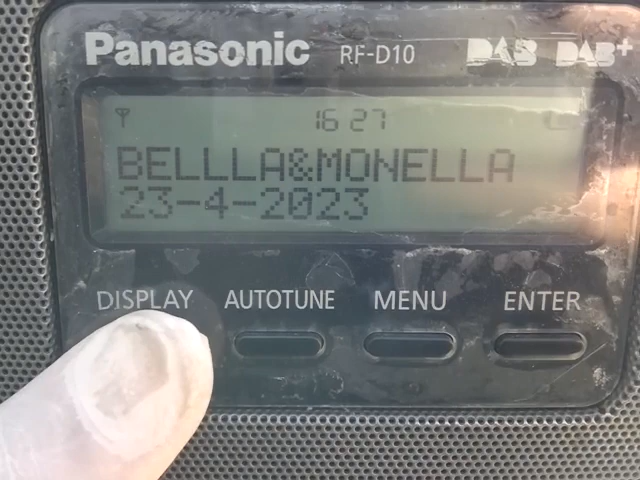 Panasonic RF-D10 DAB DAB+
16 27
BELLLA&MONELLA
23-4-2023
DISPLAY AUTOTUNE MENU ENTER